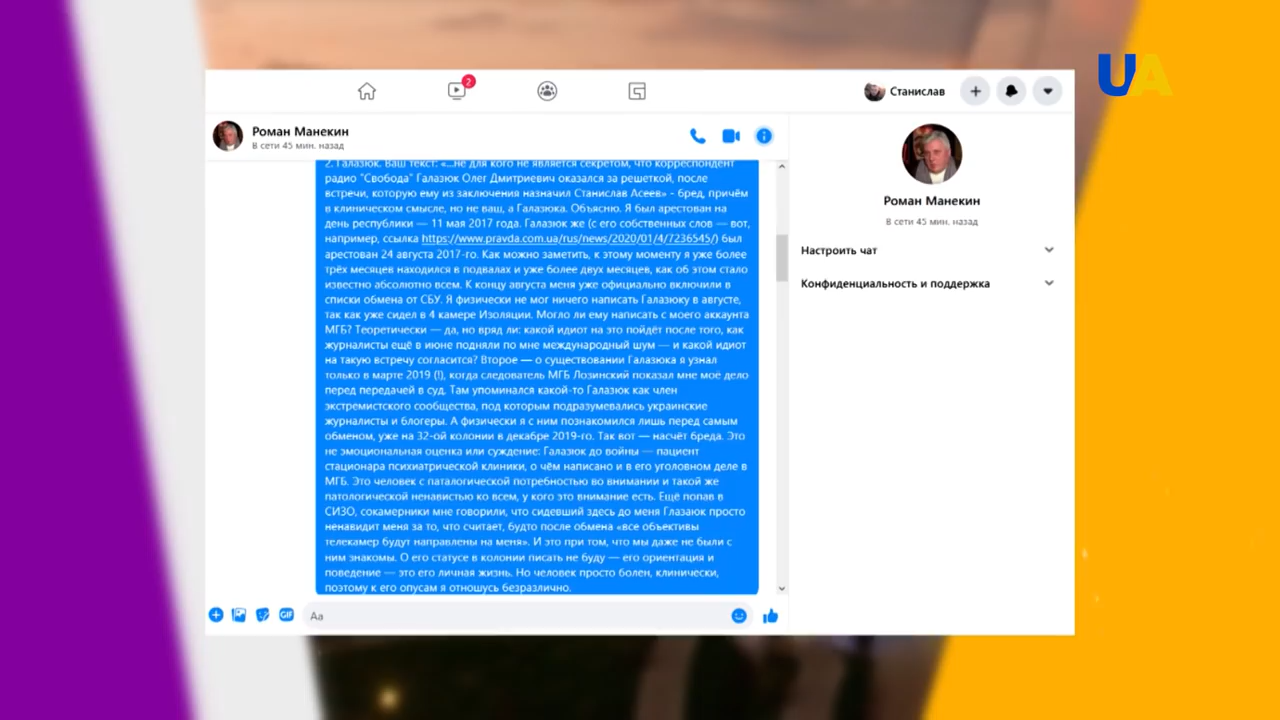 UA
2
Станислав
Роман Манекин
В сети 45 мин. назад
2. Галазюк. Ваш текст: «...не для кого не является секретом, что корреспондент
радио "Свобода" Галазюк Олег Дмитриевич оказался за решеткой, после
встречи, которую ему из заключения назначил Станислав Асеев» - бред, причём
в клиническом смысле, но не ваш, а Галазюка. Объясню. Я был арестован на
день республики — 11 мая 2017 года. Галазюк же (с его собственных слов — вот,
например, ссылка https://www.pravda.com.ua/rus/news/2020/01/4/7236545/) был
арестован 24 августа 2017-го. Как можно заметить, к этому моменту я уже более
трёх месяцев находился в подвалах и уже более двух месяцев, как об этом стало
известно абсолютно всем. К концу августа меня уже официально включили в
списки обмена от СБУ. Я физически не мог ничего написать Галазюку в августе,
так как уже сидел в 4 камере Изоляции. Могло ли ему написать с моего аккаунта
МГБ? Теоретически — да, но вряд ли: какой идиот на это пойдёт после того, как
журналисты ещё в июне подняли по мне международный шум — и какой идиот
на такую встречу согласится? Второе — о существовании Галазюка я узнал
только в марте 2019 (!), когда следователь МГБ Лозинский показал мне моё дело
перед передачей в суд. Там упоминался какой-то Галазюк как член
экстремистского сообщества, под которым подразумевались украинские
журналисты и блогеры. А физически я с ним познакомился лишь перед самым
обменом, уже на 32-ой колонии в декабре 2019-го. Так вот — насчёт бреда. Это
не эмоциональная оценка или суждение: Галазюк до войны — пациент
стационара психиатрической клиники, о чём написано и в его уголовном деле в
МГБ. Это человек с паталогической потребностью во внимании и такой же
патологической ненавистью ко всем, у кого это внимание есть. Ещё попав в
СИЗО, сокамерники мне говорили, что сидевший здесь до меня Глазаюк просто
ненавидит меня за то, что считает, будто после обмена «все объективы
телекамер будут направлены на меня». И это при том, что мы даже не были с
ним знакомы. О его статусе в колонии писать не буду — его ориентация и
поведение — это его личная жизнь. Но человек просто болен, клинически,
поэтому к его опусам я отношусь безразлично.
GIF
Aa
Роман Манекин
В сети 45 мин. назад
Настроить чат
Конфиденциальность и поддержка